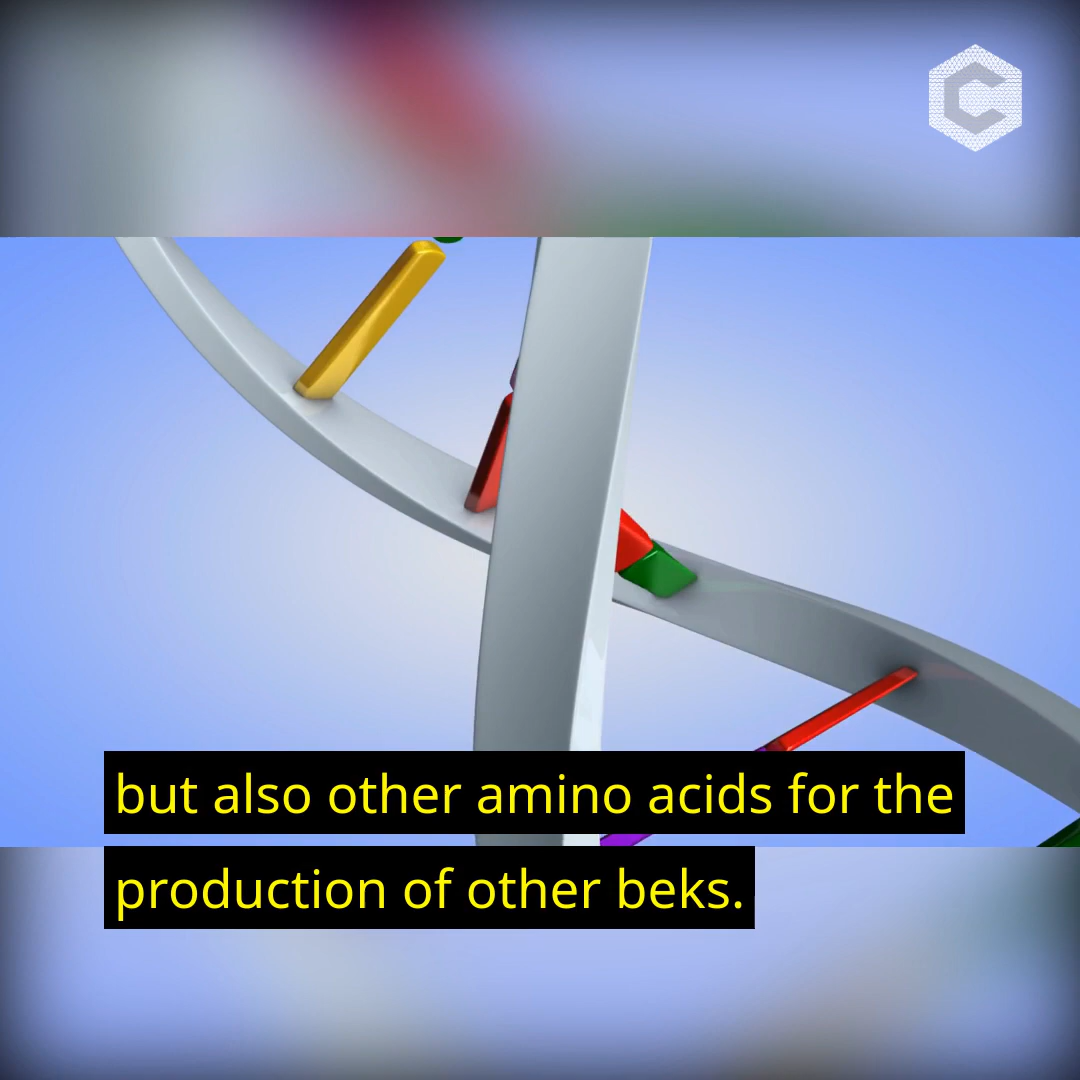 but also other amino acids for the
production of other beks.